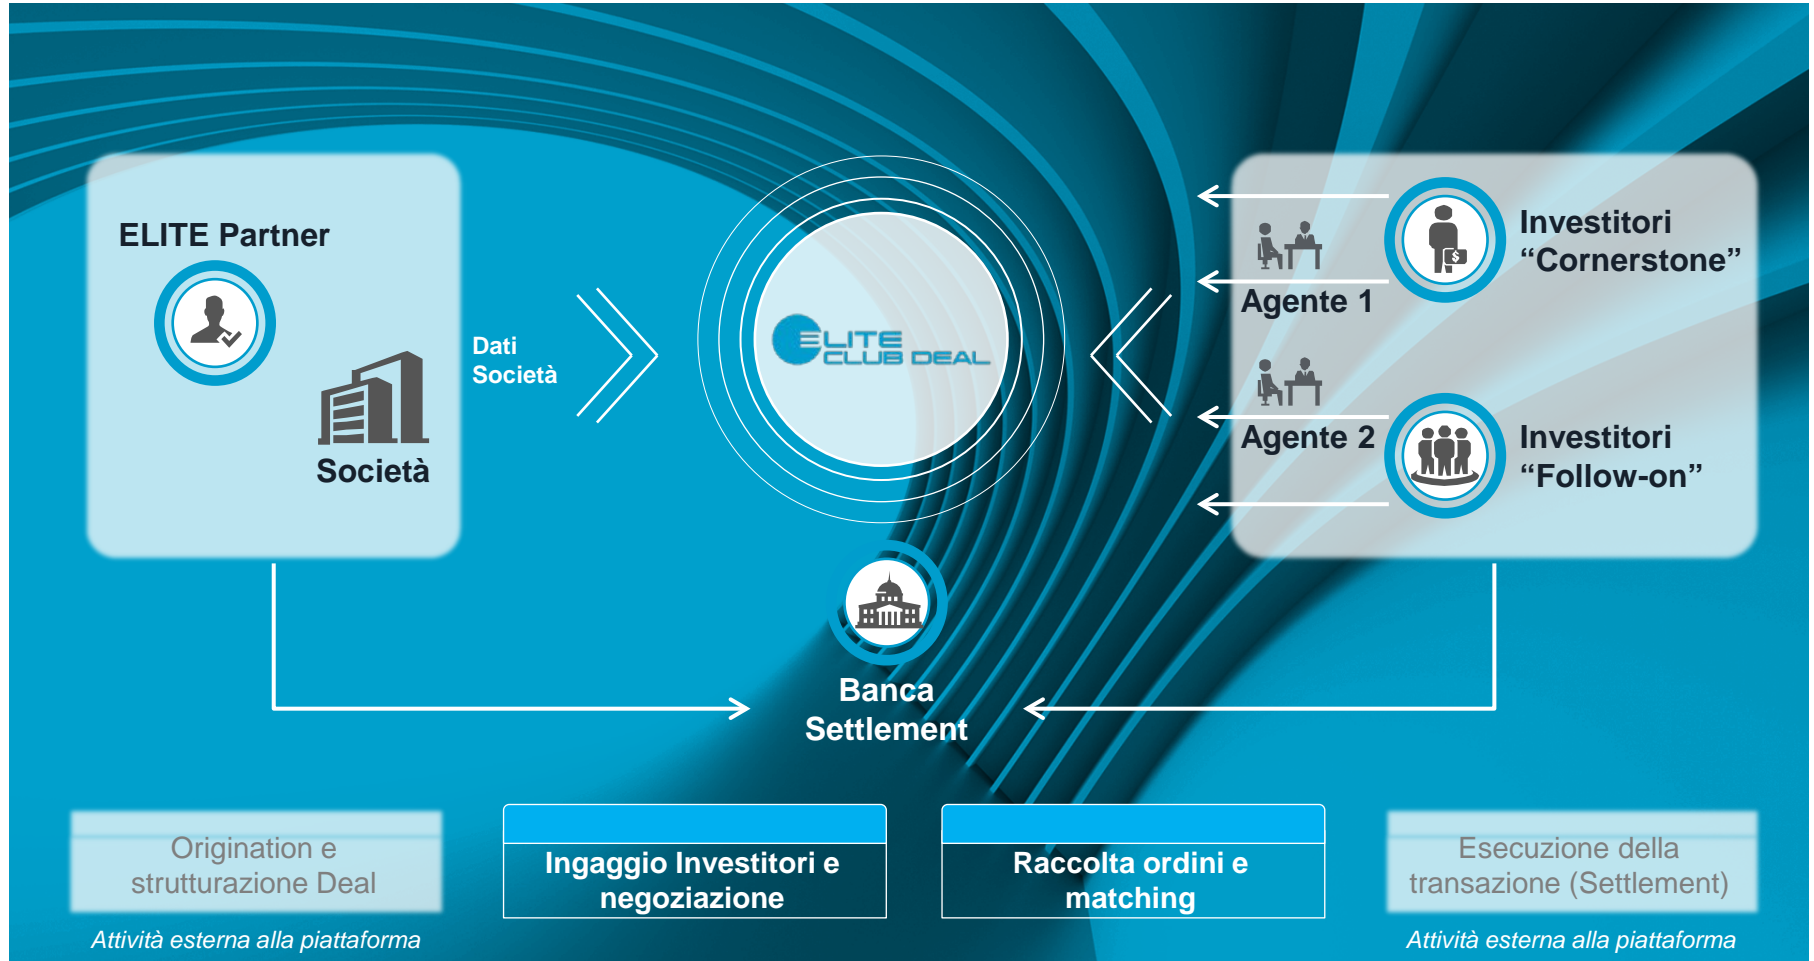 ELITE Partner
Società
Dati
Società
ELITE
CLUB DEAL
Agente 1
Agente 2
Investitori
“Cornerstone”
Investitori
“Follow-on”
Banca
Settlement
Origination e
strutturazione Deal
Attività esterna alla piattaforma
Ingaggio Investitori e
negoziazione
Raccolta ordini e
matching
Esecuzione della
transazione (Settlement)
Attività esterna alla piattaforma